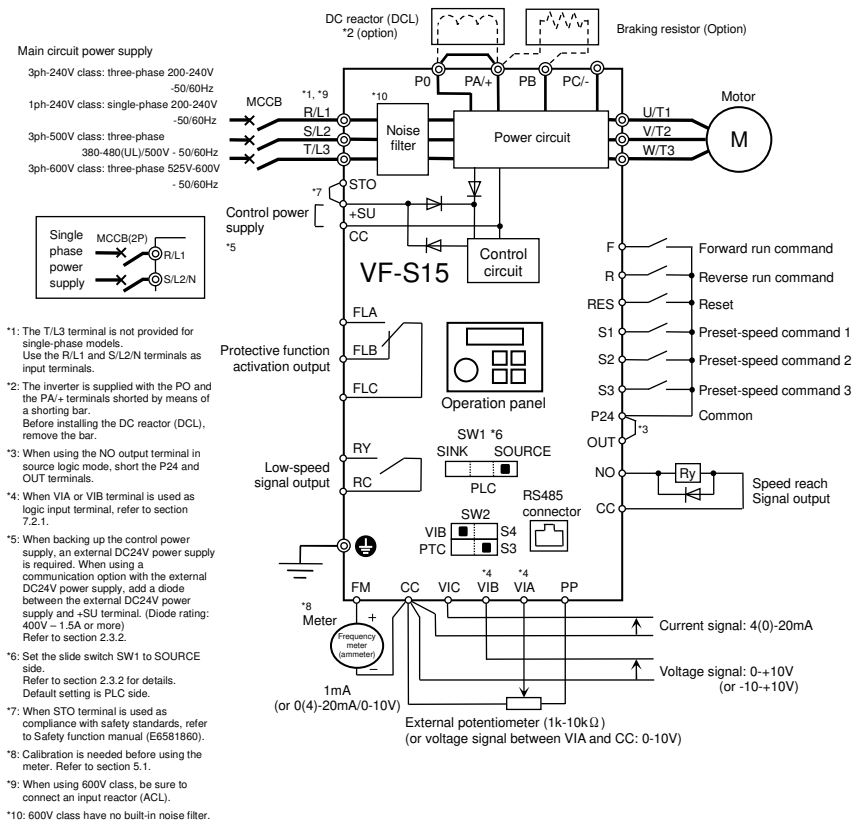 DC reactor (DCL)
*2 (option)
Braking resistor (Option)
Main circuit power supply
3ph-240V class: three-phase 200-240V
-50/60Hz
1ph-240V class: single-phase 200-240V
-50/60Hz
3ph-500V class: three-phase
380-480(UL)/500V - 50/60Hz
3ph-600V class: three-phase 525V-600V
- 50/60Hz
MCCB
*1, *9
*10
P0
PA/+
PB
PC/-
R/L1
S/L2
T/L3
Noise
filter
Power circuit
U/T1
V/T2
W/T3
Motor
M
*7
STO
Control power
supply
*5
+SU
CC
Control
circuit
VF-S15
Single
phase
power
supply
MCCB(2P)
R/L1
S/L2/N
F
Forward run command
R
Reverse run command
RES
Reset
S1
Preset-speed command 1
S2
Preset-speed command 2
S3
Preset-speed command 3
P24
Common
*3
OUT
FLA
Protective function
activation output
FLB
FLC
Operation panel
SW1 *6
SINK
SOURCE
PLC
RY
Low-speed
signal output
RC
RS485
connector
SW2
VIB
S4
PTC
S3
NO
Ry
Speed reach
Signal output
CC
FM
CC
VIC
*4
VIB
*4
VIA
PP
*8
Meter
+
Frequency
meter
(ammeter)
−
1mA
(or 0(4)-20mA/0-10V)
Current signal: 4(0)-20mA
Voltage signal: 0-+10V
(or -10-+10V)
External potentiometer (1k-10kΩ)
(or voltage signal between VIA and CC: 0-10V)
*1: The T/L3 terminal is not provided for
single-phase models.
Use the R/L1 and S/L2/N terminals as
input terminals.
*2: The inverter is supplied with the PO and
the PA/+ terminals shorted by means of
a shorting bar.
Before installing the DC reactor (DCL),
remove the bar.
*3: When using the NO output terminal in
source logic mode, short the P24 and
OUT terminals.
*4: When VIA or VIB terminal is used as
logic input terminal, refer to section
7.2.1.
*5: When backing up the control power
supply, an external DC24V power supply
is required. When using a
communication option with the external
DC24V power supply, add a diode
between the external DC24V power
supply and +SU terminal. (Diode rating:
400V – 1.5A or more)
Refer to section 2.3.2.
*6: Set the slide switch SW1 to SOURCE
side.
Refer to section 2.3.2 for details.
Default setting is PLC side.
*7: When STO terminal is used as
compliance with safety standards, refer
to Safety function manual (E6581860).
*8: Calibration is needed before using the
meter. Refer to section 5.1.
*9: When using 600V class, be sure to
connect an input reactor (ACL).
*10: 600V class have no built-in noise filter.